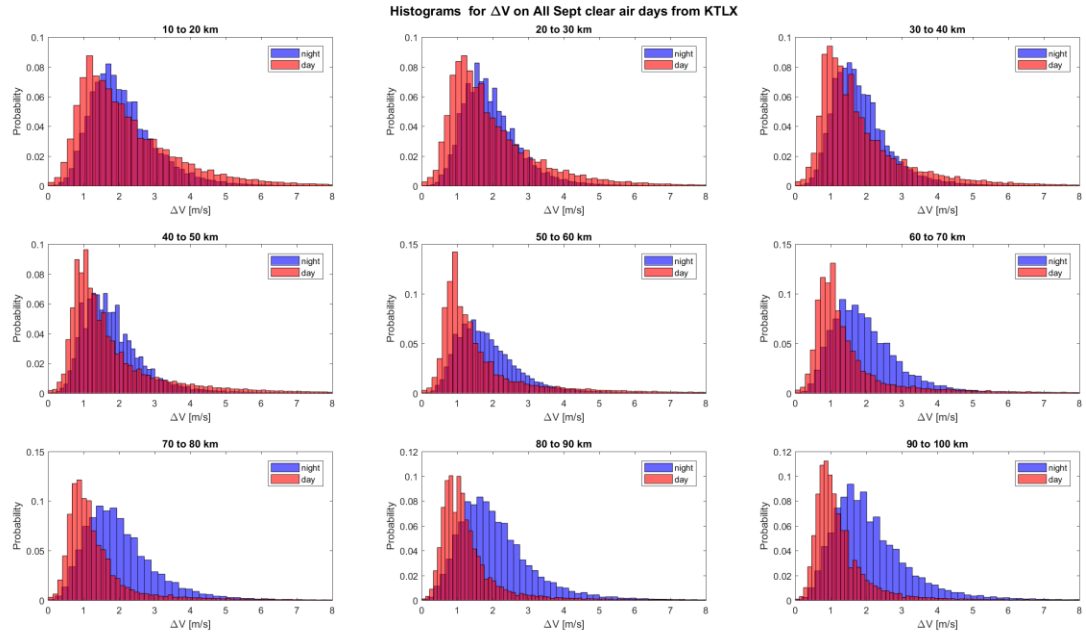 Histograms for ΔV on All Sept clear air days from KTLX
10 to 20 km
20 to 30 km
30 to 40 km
0.1
0.08
0.06
0.04
0.02
0
Probability
night
day
0 1 2 3 4 5 6 7 8
ΔV [m/s]
0.1
0.08
0.06
0.04
0.02
0
Probability
night
day
0 1 2 3 4 5 6 7 8
ΔV [m/s]
0.1
0.08
0.06
0.04
0.02
0
Probability
night
day
0 1 2 3 4 5 6 7 8
ΔV [m/s]
40 to 50 km
50 to 60 km
60 to 70 km
0.1
0.08
0.06
0.04
0.02
0
Probability
night
day
0 1 2 3 4 5 6 7 8
ΔV [m/s]
0.15
0.1
0.05
0
Probability
night
day
0 1 2 3 4 5 6 7 8
ΔV [m/s]
0.15
0.1
0.05
0
Probability
night
day
0 1 2 3 4 5 6 7 8
ΔV [m/s]
70 to 80 km
80 to 90 km
90 to 100 km
0.15
0.1
0.05
0
Probability
night
day
0 1 2 3 4 5 6 7 8
ΔV [m/s]
0.12
0.1
0.08
0.06
0.04
0.02
0
Probability
night
day
0 1 2 3 4 5 6 7 8
ΔV [m/s]
0.12
0.1
0.08
0.06
0.04
0.02
0
Probability
night
day
0 1 2 3 4 5 6 7 8
ΔV [m/s]